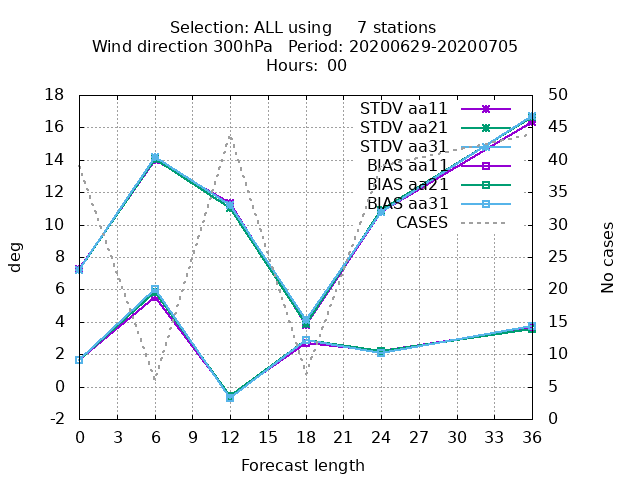 Selection: ALL using 7 stations
Wind direction 300hPa Period: 20200629-20200705
Hours: 00
18
16
14
12
10
8
6
4
2
0
-2
deg
STDV aa11
STDV aa21
STDV aa31
BIAS aa11
BIAS aa21
BIAS aa31
CASES
50
45
40
35
30
25
20
15
10
5
0
No cases
0 3 6 9 12 15 18 21 24 27 30 33 36
Forecast length